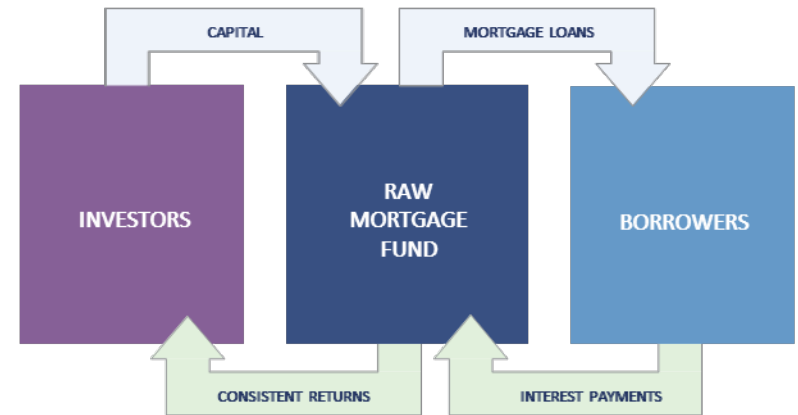 CAPITAL
MORTGAGE LOANS
INVESTORS
RAW
MORTGAGE
FUND
BORROWERS
CONSISTENT RETURNS
INTEREST PAYMENTS